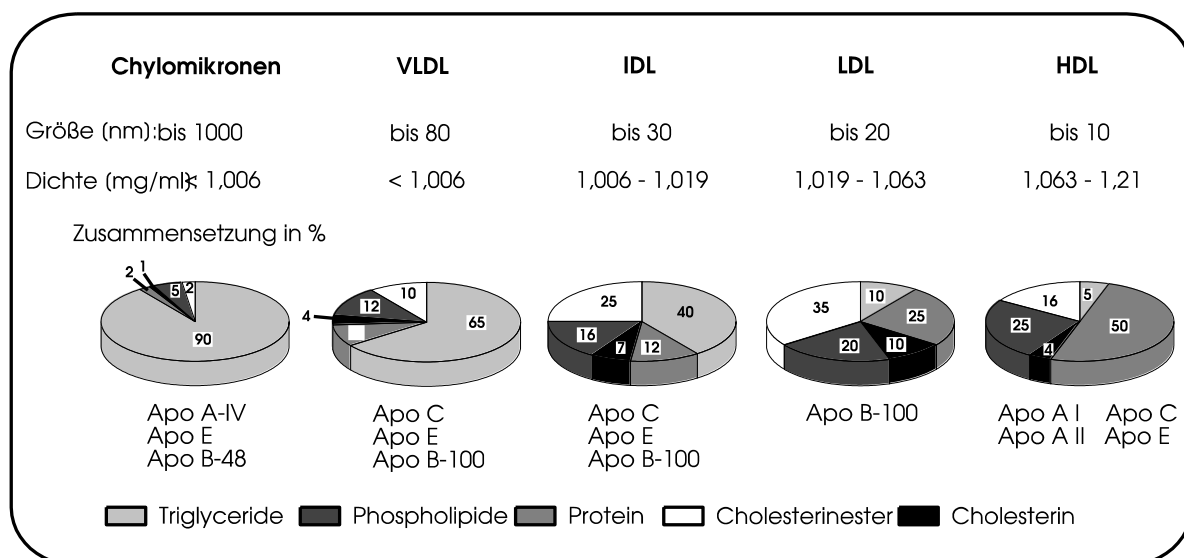 Chylomikronen VLDL IDL LDL HDL
Größe (nm): bis 1000 bis 80 bis 30 bis 20 bis 10
Dichte (mg/ml): < 1,006 < 1,006 1,006 - 1,019 1,019 - 1,063 1,063 - 1,21
Zusammensetzung in %
2 1 5 2 90
4 12 10 65
25 40 16 7 12
35 10 25 20 10
16 5 25 50 4
Apo A-IV
Apo E
Apo B-48
Apo C
Apo E
Apo B-100
Apo C
Apo E
Apo B-100
Apo B-100
Apo A I Apo C
Apo A II Apo E
Triglyceride Phospholipide Protein Cholesterinester Cholesterin